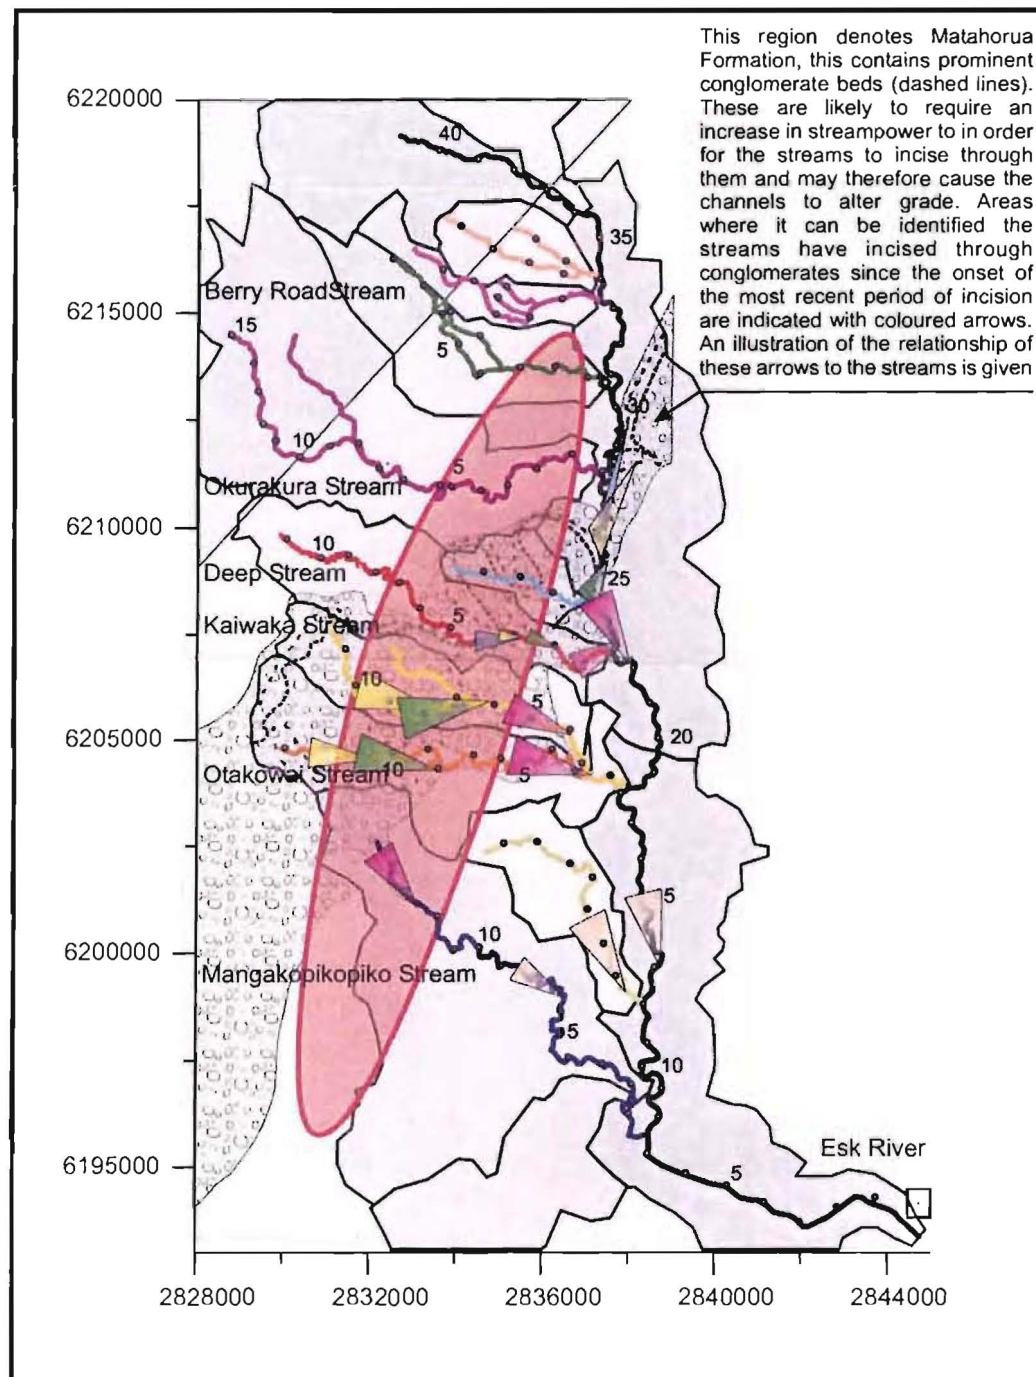 This region denotes Matahorua
Formation, this contains prominent
conglomerate beds (dashed lines).
These are likely to require an
increase in streampower to in order
for the streams to incise through
them and may therefore cause the
channels to alter grade. Areas
where it can be identified the
streams have incised through
conglomerates since the onset of
the most recent period of incision
are indicated with coloured arrows.
An illustration of the relationship of
these arrows to the streams is given
6220000
40
35
Berry RoadStream
6215000
15
5
30
10
5
Okurakura Stream
6210000
10
Deep Stream
25
Kaiwaka Stream
5
10
5
6205000
20
Otakowai Stream
10
5
5
10
6200000
Mangakopikopiko Stream
5
10
Esk River
6195000
5
2828000
2832000
2836000
2840000
2844000